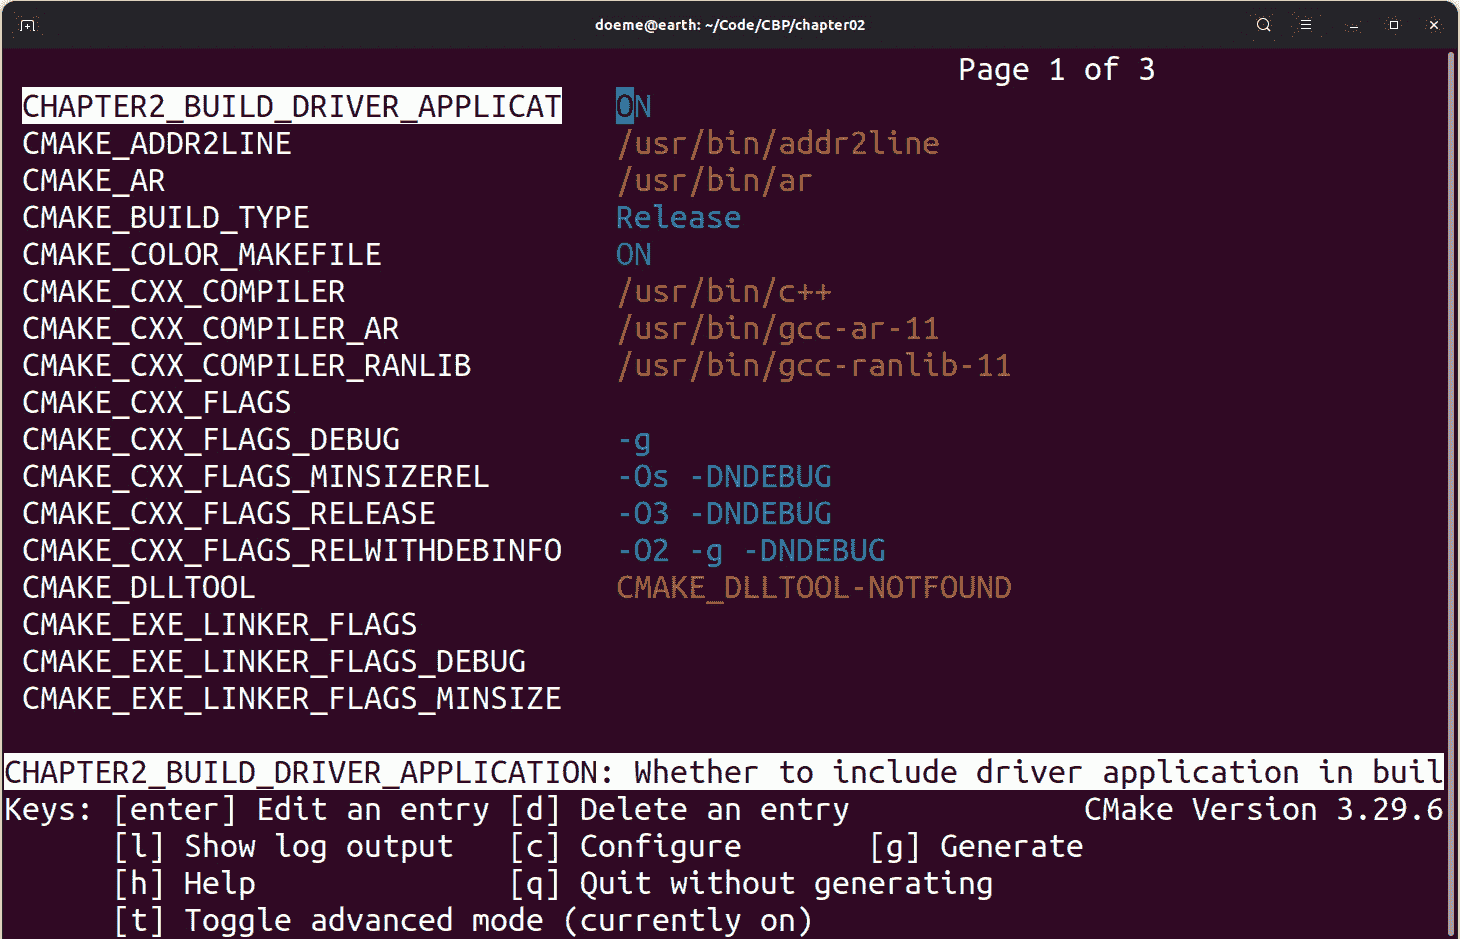 doeme@earth: ~/Code/CBP/chapter02
Page 1 of 3
CHAPTER2_BUILD_DRIVER_APPLICAT ON
CMAKE_ADDR2LINE /usr/bin/addr2line
CMAKE_AR /usr/bin/ar
CMAKE_BUILD_TYPE Release
CMAKE_COLOR_MAKEFILE ON
CMAKE_CXX_COMPILER /usr/bin/c++
CMAKE_CXX_COMPILER_AR /usr/bin/gcc-ar-11
CMAKE_CXX_COMPILER_RANLIB /usr/bin/gcc-ranlib-11
CMAKE_CXX_FLAGS
CMAKE_CXX_FLAGS_DEBUG -g
CMAKE_CXX_FLAGS_MINSIZEREL -Os -DNDEBUG
CMAKE_CXX_FLAGS_RELEASE -O3 -DNDEBUG
CMAKE_CXX_FLAGS_RELWITHDEBINFO -O2 -g -DNDEBUG
CMAKE_DLLTOOL CMAKE_DLLTOOL-NOTFOUND
CMAKE_EXE_LINKER_FLAGS
CMAKE_EXE_LINKER_FLAGS_DEBUG
CMAKE_EXE_LINKER_FLAGS_MINSIZE
CHAPTER2_BUILD_DRIVER_APPLICATION: Whether to include driver application in buil
Keys: [enter] Edit an entry [d] Delete an entry CMake Version 3.29.6
[l] Show log output [c] Configure [g] Generate
[h] Help [q] Quit without generating
[t] Toggle advanced mode (currently on)